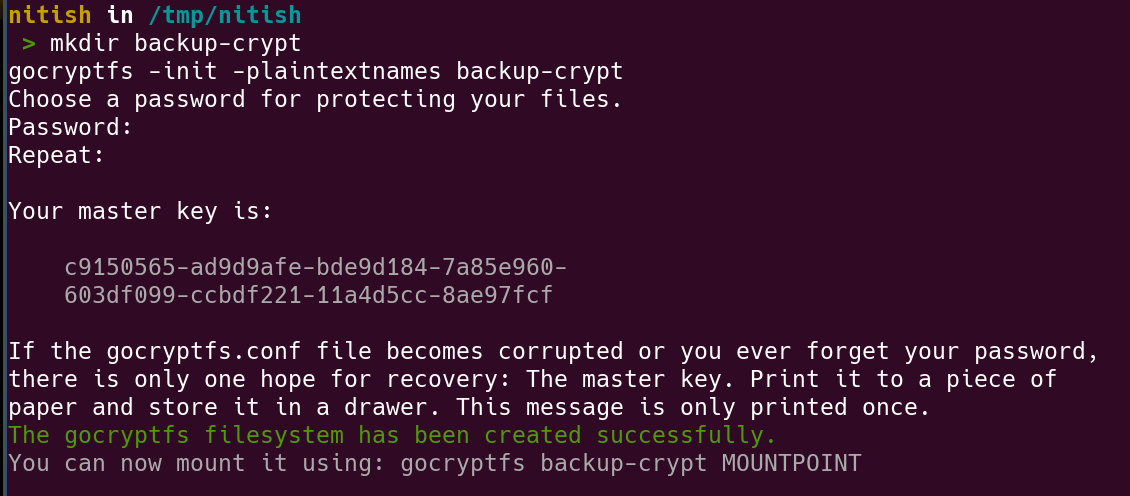 nitish in /tmp/nitish
> mkdir backup-crypt
gocryptfs -init -plaintextnames backup-crypt
Choose a password for protecting your files.
Password:
Repeat:
Your master key is:
c9150565-ad9d9afe-bde9d184-7a85e960-
603df099-ccbdf221-11a4d5cc-8ae97fcf
If the gocryptfs.conf file becomes corrupted or you ever forget your password,
there is only one hope for recovery: The master key. Print it to a piece of
paper and store it in a drawer. This message is only printed once.
The gocryptfs filesystem has been created successfully.
You can now mount it using: gocryptfs backup-crypt MOUNTPOINT